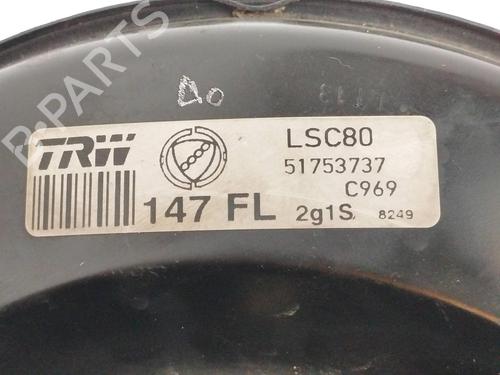 B-PARTS
TRW
LSC80
51753737
C969
147 FL
2g1S.
8249